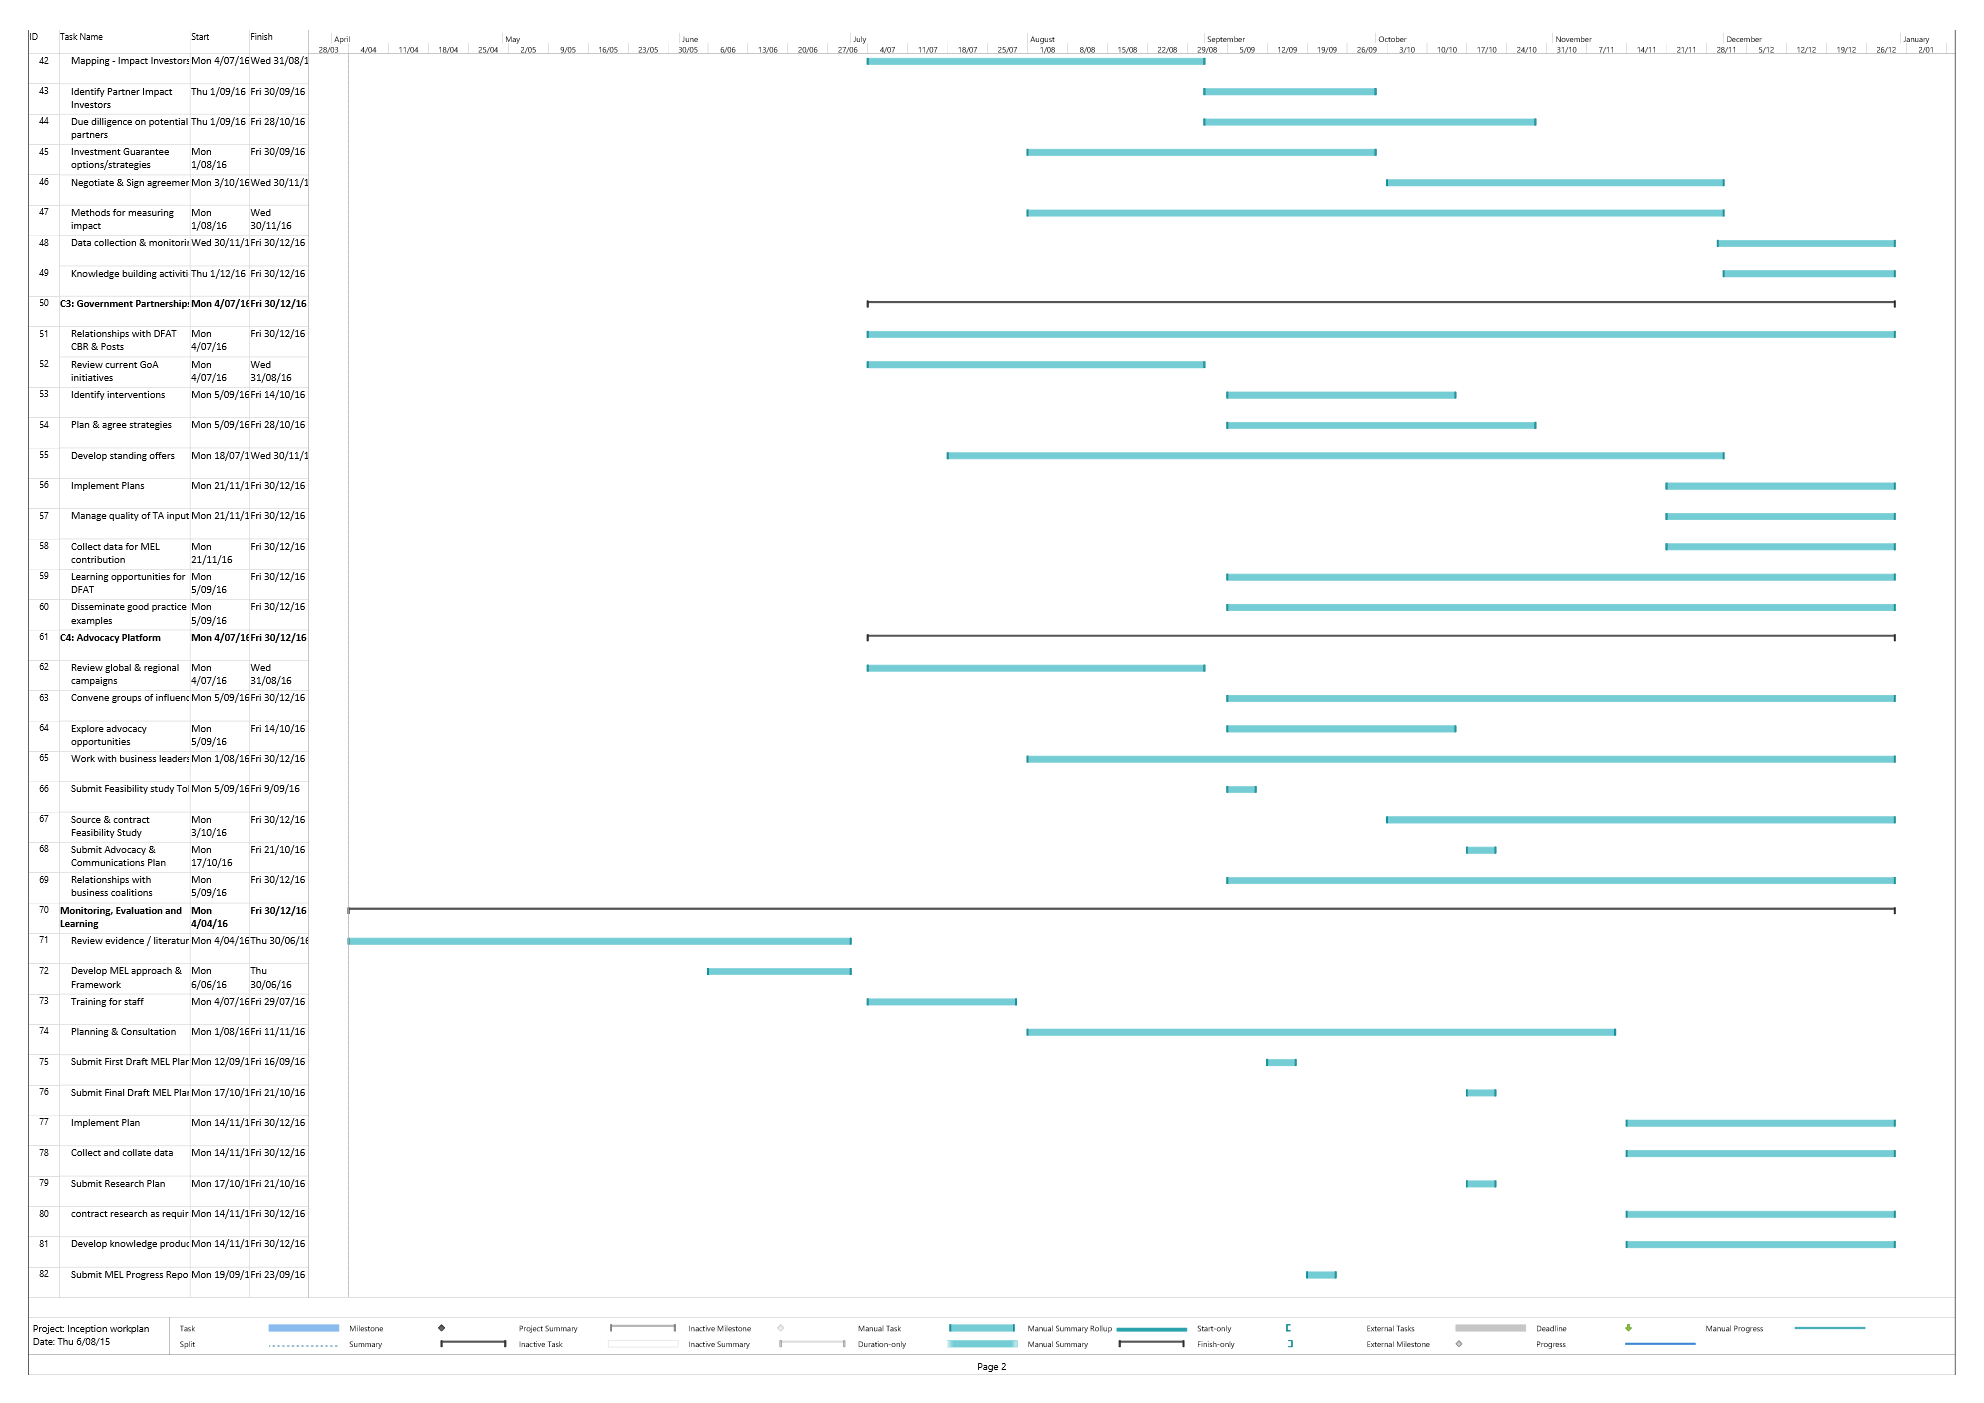 ID Task Name Start Finish April May June July August September October November December January
28/03 4/04 11/04 18/04 25/04 2/05 9/05 16/05 23/05 30/05 6/06 13/06 20/06 27/06 4/07 11/07 18/07 25/07 1/08 8/08 15/08 22/08 29/08 5/09 12/09 19/09 26/09 3/10 10/10 17/10 24/10 31/10 7/11 14/11 21/11 28/11 5/12 12/12 19/12 26/12 2/01
42 Mapping - Impact Investors Mon 4/07/16 Wed 31/08/1
43 Identify Partner Impact Thu 1/09/16 Fri 30/09/16
Investors
44 Due dilligence on potential Thu 1/09/16 Fri 28/10/16
partners
45 Investment Guarantee Mon Fri 30/09/16
options/strategies 1/08/16
46 Negotiate & Sign agreemer Mon 3/10/16 Wed 30/11/1
47 Methods for measuring Mon Wed
impact 1/08/16 30/11/16
48 Data collection & monitorin Wed 30/11/1 Fri 30/12/16
49 Knowledge building activiti Thu 1/12/16 Fri 30/12/16
50 C3: Government Partnerships Mon 4/07/16 Fri 30/12/16
51 Relationships with DFAT Mon Fri 30/12/16
CBR & Posts 4/07/16
52 Review current GoA Mon Wed
initiatives 4/07/16 31/08/16
53 Identify interventions Mon 5/09/16 Fri 14/10/16
54 Plan & agree strategies Mon 5/09/16 Fri 28/10/16
55 Develop standing offers Mon 18/07/1 Wed 30/11/1
56 Implement Plans Mon 21/11/1 Fri 30/12/16
57 Manage quality of TA input Mon 21/11/1 Fri 30/12/16
58 Collect data for MEL Mon Fri 30/12/16
contribution 21/11/16
59 Learning opportunities for Mon Fri 30/12/16
DFAT 5/09/16
60 Disseminate good practice Mon Fri 30/12/16
examples 5/09/16
61 C4: Advocacy Platform Mon 4/07/16 Fri 30/12/16
62 Review global & regional Mon Wed
campaigns 4/07/16 31/08/16
63 Convene groups of influenc Mon 5/09/16 Fri 30/12/16
64 Explore advocacy Mon Fri 14/10/16
opportunities 5/09/16
65 Work with business leaders Mon 1/08/16 Fri 30/12/16
66 Submit Feasibility study ToI Mon 5/09/16 Fri 9/09/16
67 Source & contract Mon Fri 30/12/16
Feasibility Study 3/10/16
68 Submit Advocacy & Mon Fri 21/10/16
Communications Plan 17/10/16
69 Relationships with Mon Fri 30/12/16
business coalitions 5/09/16
70 Monitoring, Evaluation and Mon Fri 30/12/16
Learning 4/04/16
71 Review evidence / literatur Mon 4/04/16 Thu 30/06/16
72 Develop MEL approach & Mon Thu
Framework 6/06/16 30/06/16
73 Training for staff Mon 4/07/16 Fri 29/07/16
74 Planning & Consultation Mon 1/08/16 Fri 11/11/16
75 Submit First Draft MEL Plan Mon 12/09/1 Fri 16/09/16
76 Submit Final Draft MEL Pla Mon 17/10/1 Fri 21/10/16
77 Implement Plan Mon 14/11/1 Fri 30/12/16
78 Collect and collate data Mon 14/11/1 Fri 30/12/16
79 Submit Research Plan Mon 17/10/1 Fri 21/10/16
80 contract research as requir Mon 14/11/1 Fri 30/12/16
81 Develop knowledge produc Mon 14/11/1 Fri 30/12/16
82 Submit MEL Progress Repo Mon 19/09/1 Fri 23/09/16
Project: Inception workplan
Date: Thu 6/08/15
Task Milestone Project Summary Inactive Milestone Manual Task Manual Summary Rollup Start-only External Tasks Deadline Manual Progress
Split Summary Inactive Task Inactive Summary Duration-only Manual Summary Finish-only External Milestone Progress
Page 2